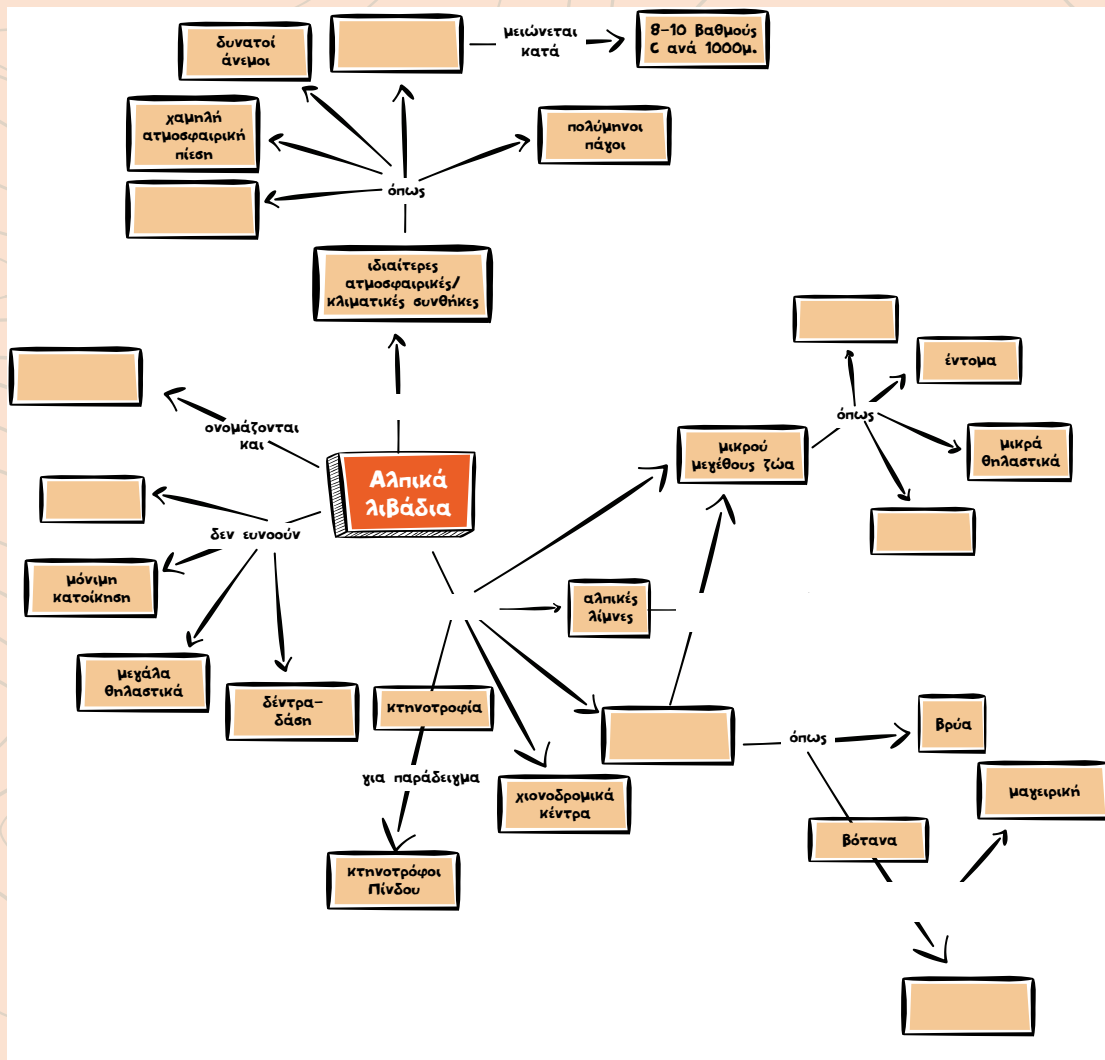 δυνατοί
άνεμοι
μειώνεται
κατά
8-10 βαθμούς
C ανά 1000μ.
χαμηλή
ατμοσφαιρική
πίεση
πολύμηνοι
πάγοι
όπως
ιδιαίτερες
ατμοσφαιρικές/
κλιματικές συνθήκες
έντομα
όπως
ονομάζονται
και
μικρού
μεγέθους ζώα
μικρά
θηλαστικά
Αλπικά
λιβάδια
δεν ευνοούν
μόνιμη
κατοίκηση
αλπικές
λίμνες
μεγάλα
θηλαστικά
δέντρα-
δάση
κτηνοτροφία
όπως
βρύα
για παράδειγμα
χιονοδρομικά
κέντρα
μαγειρική
βότανα
κτηνοτρόφοι
Πίνδου